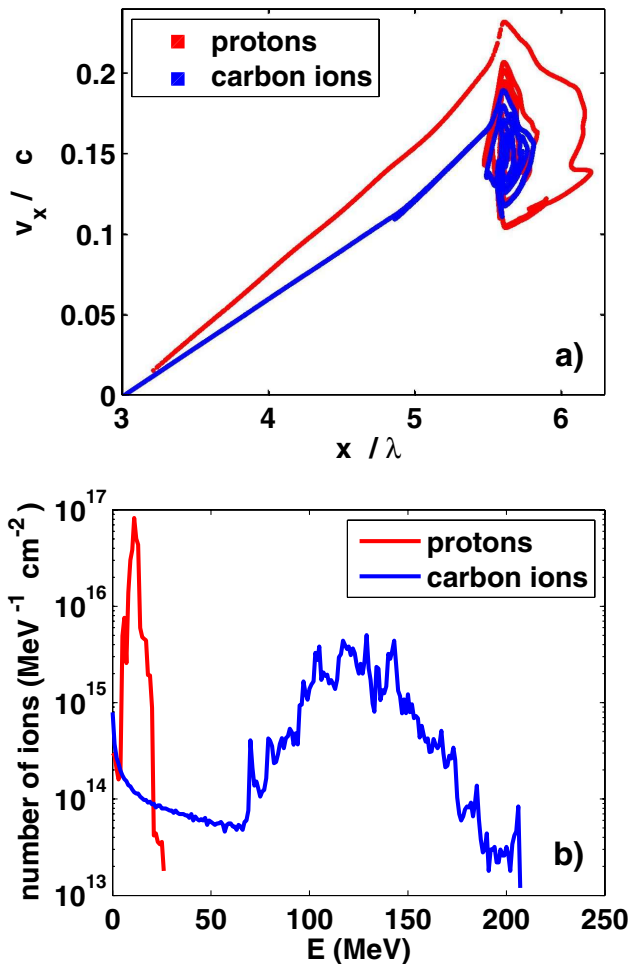 protons
carbon ions
0.2
0.15
0.1
0.05
0
v_x / c
3
4
5
6
x / λ
a)
10^17
10^16
10^15
10^14
10^13
number of ions (MeV^-1 cm^-2)
protons
carbon ions
0
50
100
150
200
250
E (MeV)
b)